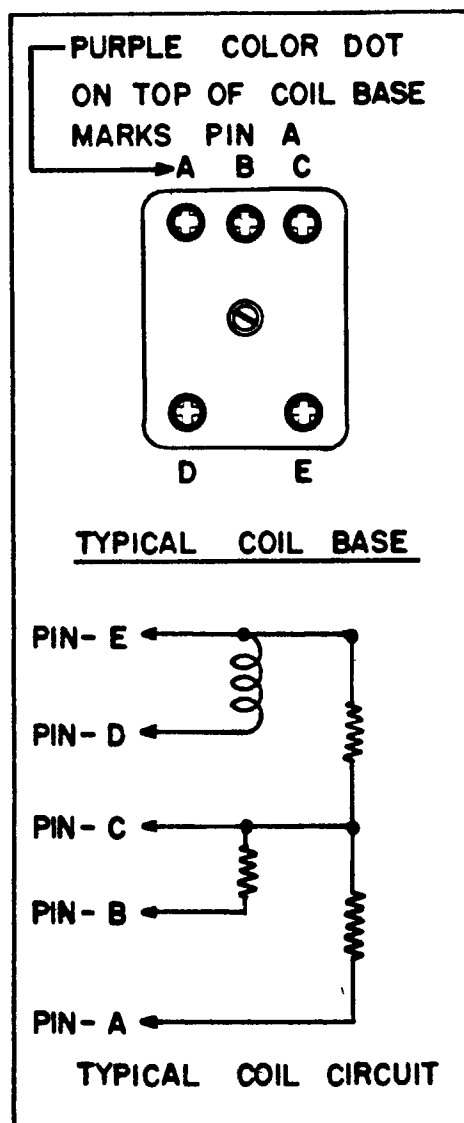 PURPLE COLOR DOT
ON TOP OF COIL BASE
MARKS PIN A
A B C
D E
TYPICAL COIL BASE
PIN- E
PIN- D
PIN- C
PIN- B
PIN- A
TYPICAL COIL CIRCUIT